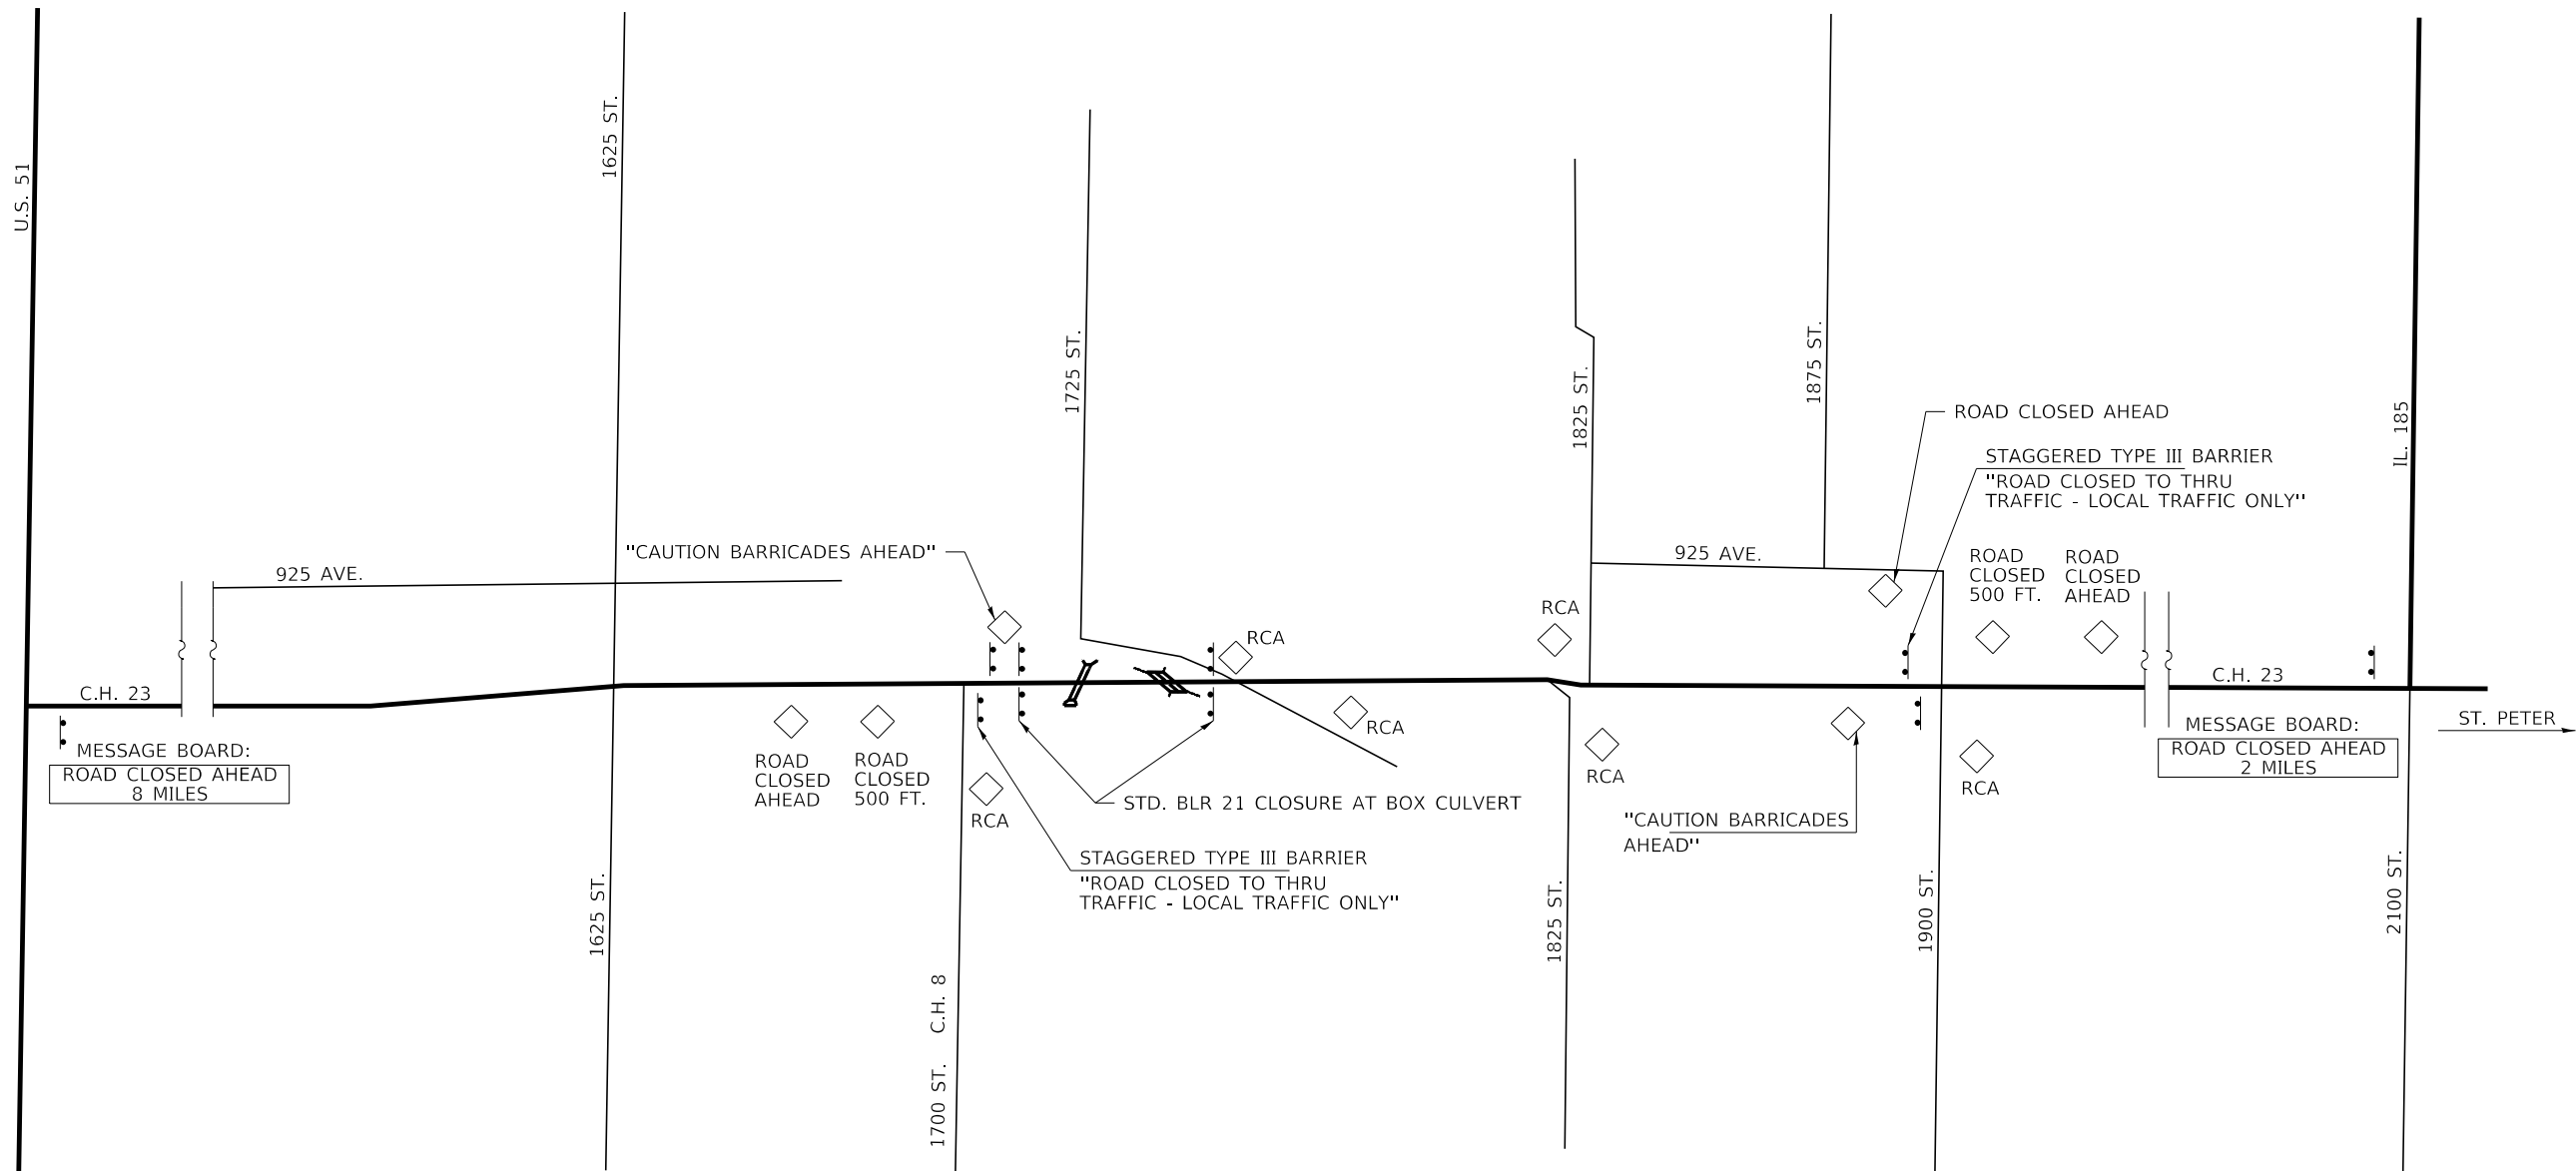 U.S. 51
1625 ST.
1725 ST.
1825 ST.
1875 ST.
IL. 185
ROAD CLOSED AHEAD
STAGGERED TYPE III BARRIER
"ROAD CLOSED TO THRU
TRAFFIC - LOCAL TRAFFIC ONLY"
"CAUTION BARRICADES AHEAD"
925 AVE.
925 AVE.
ROAD
CLOSED
500 FT.
ROAD
CLOSED
AHEAD
RCA
RCA
C.H. 23
C.H. 23
MESSAGE BOARD:
ROAD CLOSED AHEAD
8 MILES
ROAD
CLOSED
AHEAD
ROAD
CLOSED
500 FT.
RCA
RCA
RCA
RCA
MESSAGE BOARD:
ROAD CLOSED AHEAD
2 MILES
ST. PETER
STD. BLR 21 CLOSURE AT BOX CULVERT
"CAUTION BARRICADES
AHEAD"
STAGGERED TYPE III BARRIER
"ROAD CLOSED TO THRU
TRAFFIC - LOCAL TRAFFIC ONLY"
1625 ST.
1700 ST. C.H. 8
1825 ST.
1900 ST.
2100 ST.